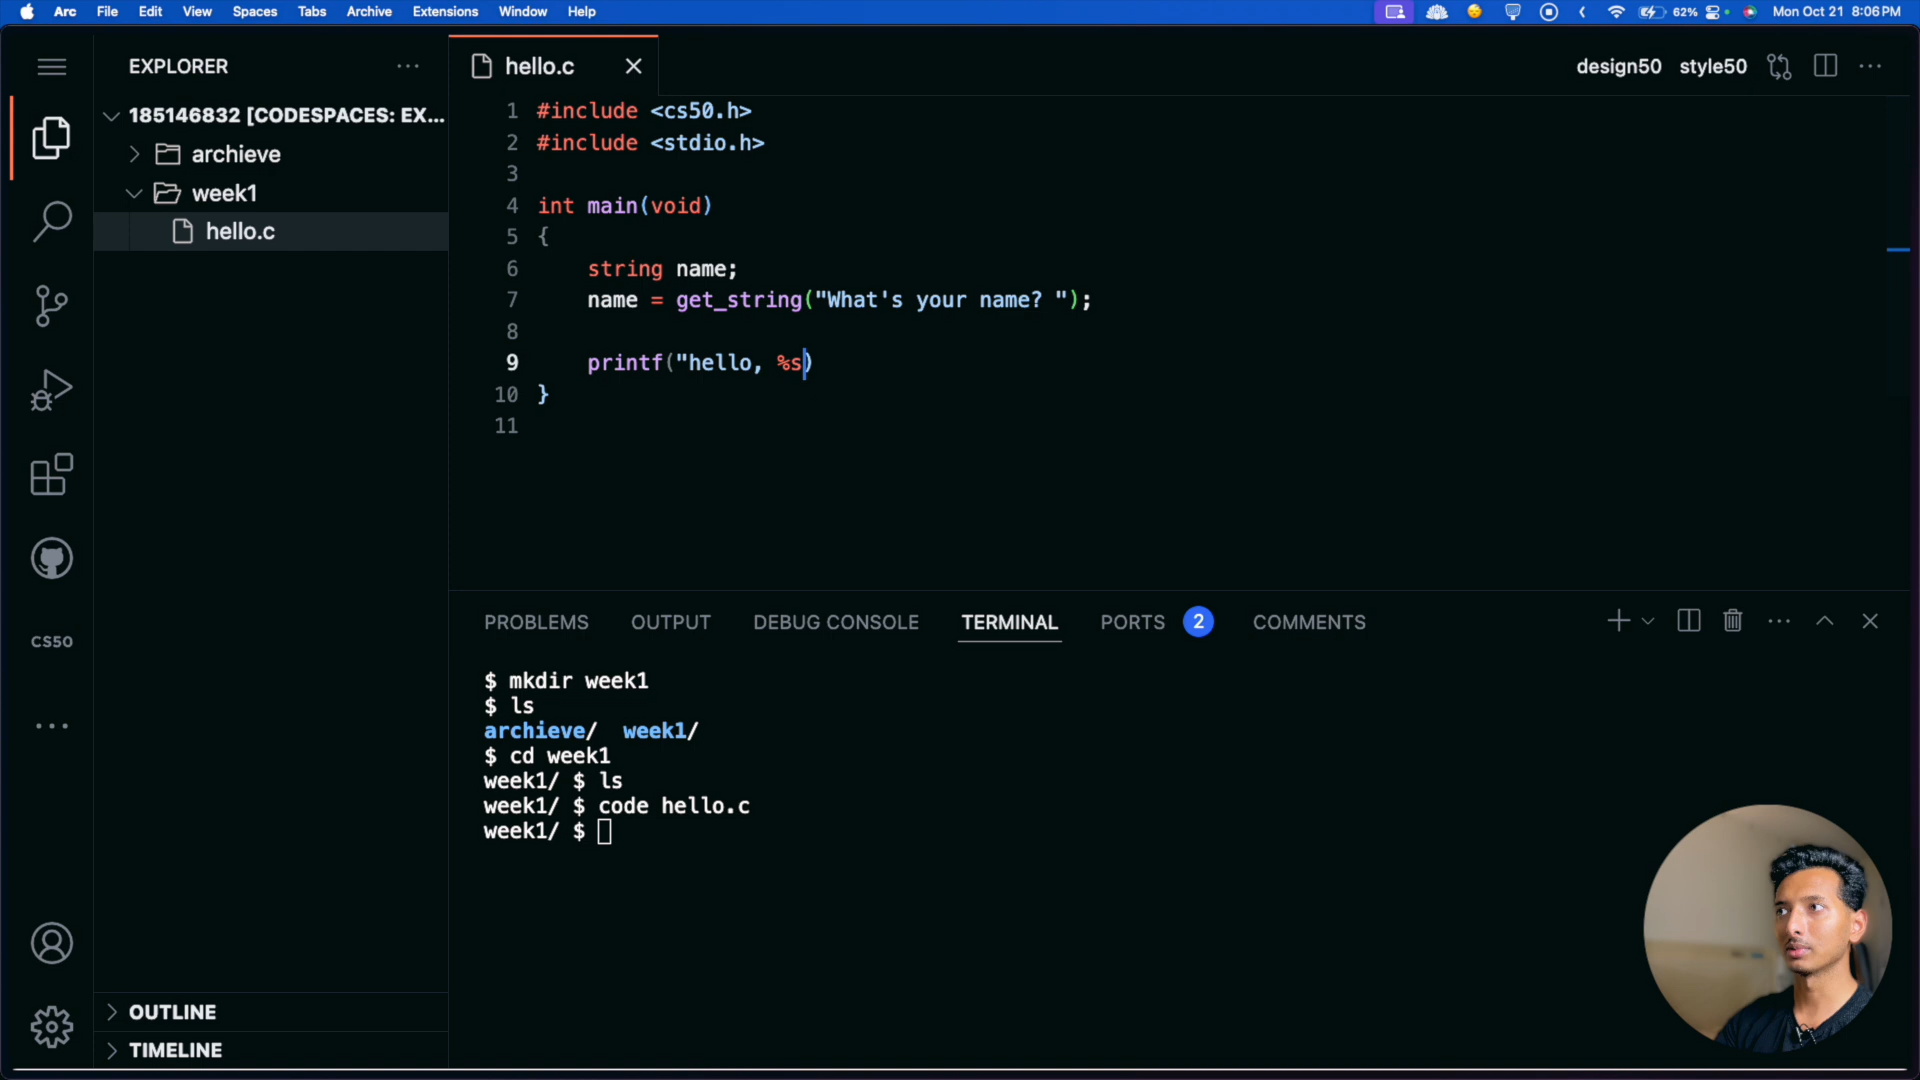 Arc File Edit View Spaces Tabs Archive Extensions Window Help 62% Mon Oct 21 8:06 PM
EXPLORER
hello.c
design50 style50
185146832 [CODESPACES: EX...
archieve
week1
hello.c
1 #include <cs50.h>
2 #include <stdio.h>
3
4 int main(void)
5 {
6 string name;
7 name = get_string("What's your name? ");
8
9 printf("hello, %s)
10 }
11
CS50
OUTLINE
TIMELINE
PROBLEMS OUTPUT DEBUG CONSOLE TERMINAL PORTS 2 COMMENTS
$ mkdir week1
$ ls
archieve/ week1/
$ cd week1
week1/ $ ls
week1/ $ code hello.c
week1/ $